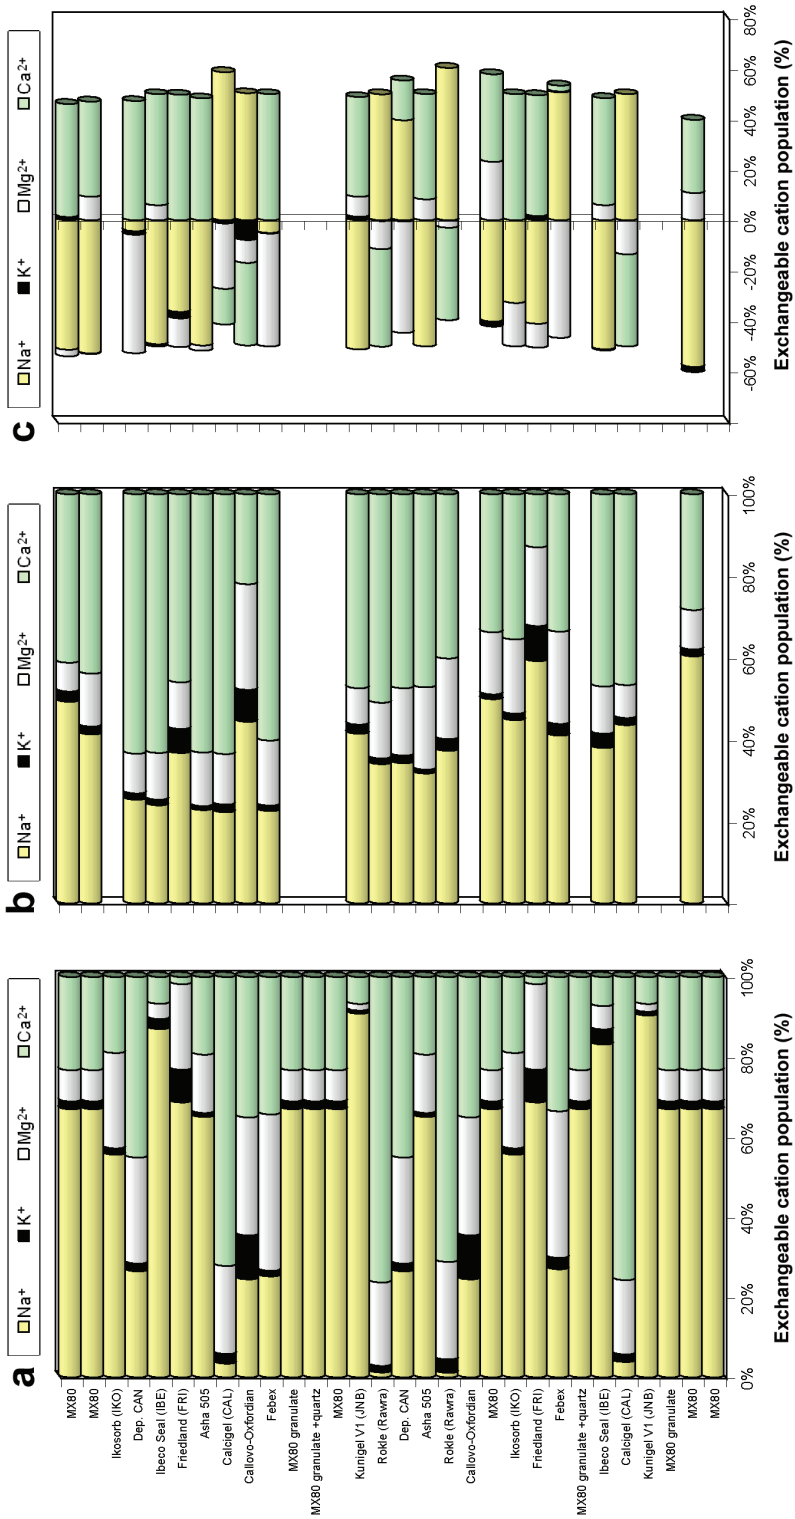 a
Na+ K+ Mg2+ Ca2+
MX80
MX80
Ikosorb (IKO)
Dep. CAN
Ibeco Seal (IBE)
Friedland (FRI)
Asha 505
Calcigel (CAL)
Callovo-Oxfordian
Febex
MX80 granulate
MX80 granulate +quartz
MX80
Kunigel V1 (JNB)
Rokle (Rawra)
Dep. CAN
Asha 505
Rokle (Rawra)
Callovo-Oxfordian
MX80
Ikosorb (IKO)
Friedland (FRI)
Febex
MX80 granulate +quartz
Ibeco Seal (IBE)
Calcigel (CAL)
Kunigel V1 (JNB)
MX80 granulate
MX80
MX80
0% 20% 40% 60% 80% 100%
Exchangeable cation population (%)
b
Na+ K+ Mg2+ Ca2+
20% 40% 60% 80% 100%
Exchangeable cation population (%)
c
Na+ K+ Mg2+ Ca2+
-60% -40% -20% 0% 20% 40% 60% 80%
Exchangeable cation population (%)